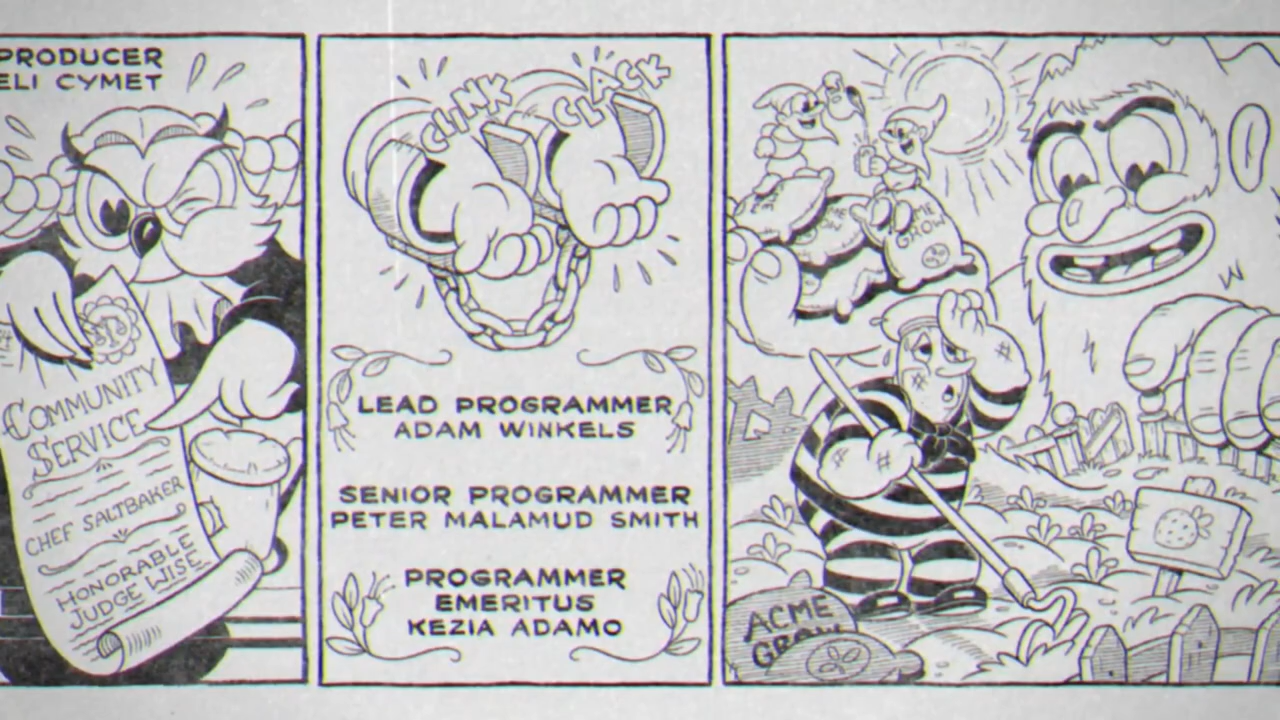 PRODUCER
ELI CYMET
COMMUNITY
SERVICE
CHEF SALTBAKER
HONORABLE
JUDGE WISE
CLINK
CLACK
LEAD PROGRAMMER
ADAM WINKELS
SENIOR PROGRAMMER
PETER MALAMUD SMITH
PROGRAMMER
EMERITUS
KEZIA ADAMO
GROW
ACME
GROW